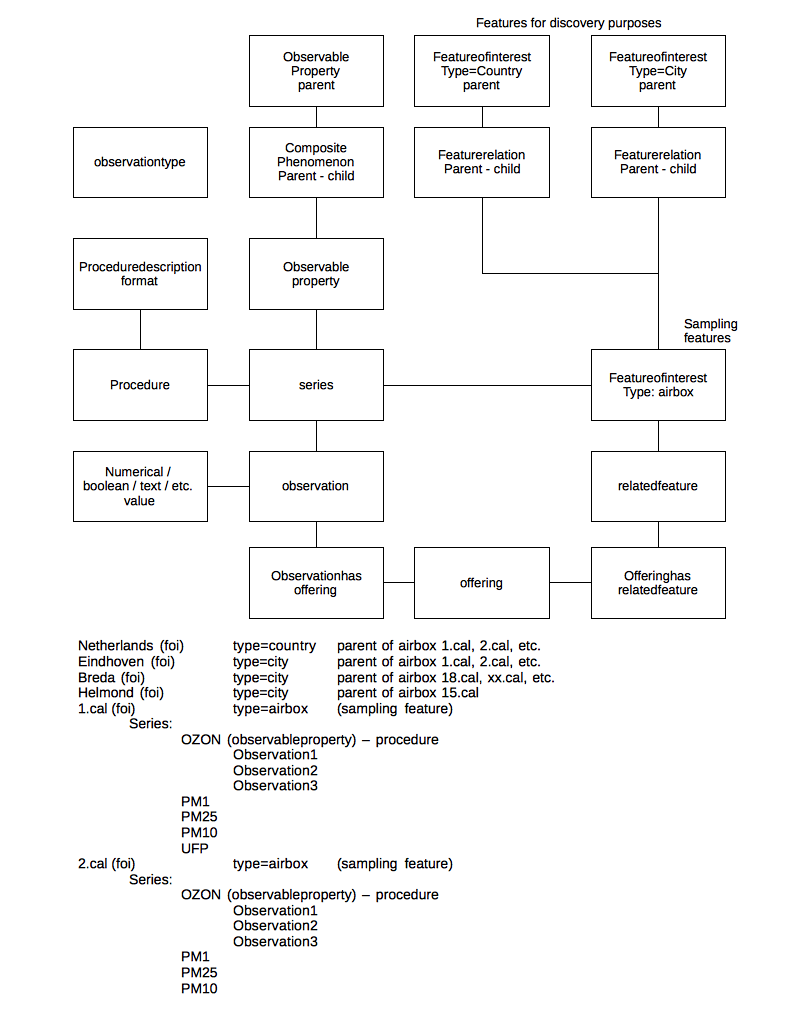 Features for discovery purposes
Observable
Property
parent
Featureofinterest
Type=Country
parent
Featureofinterest
Type=City
parent
observationtype
Composite
Phenomenon
Parent - child
Featurerelation
Parent - child
Featurerelation
Parent - child
Proceduredescription
format
Observable
property
Sampling
features
Procedure
series
Featureofinterest
Type: airbox
Numerical /
boolean / text / etc.
value
observation
relatedfeature
Observationhas
offering
offering
Offeringhas
relatedfeature
Netherlands (foi) type=country parent of airbox 1.cal, 2.cal, etc.
Eindhoven (foi) type=city parent of airbox 1.cal, 2.cal, etc.
Breda (foi) type=city parent of airbox 18.cal, xx.cal, etc.
Helmond (foi) type=city parent of airbox 15.cal
1.cal (foi) type=airbox (sampling feature)
Series:
OZON (observableproperty) – procedure
Observation1
Observation2
Observation3
PM1
PM25
PM10
UFP
2.cal (foi) type=airbox (sampling feature)
Series:
OZON (observableproperty) – procedure
Observation1
Observation2
Observation3
PM1
PM25
PM10